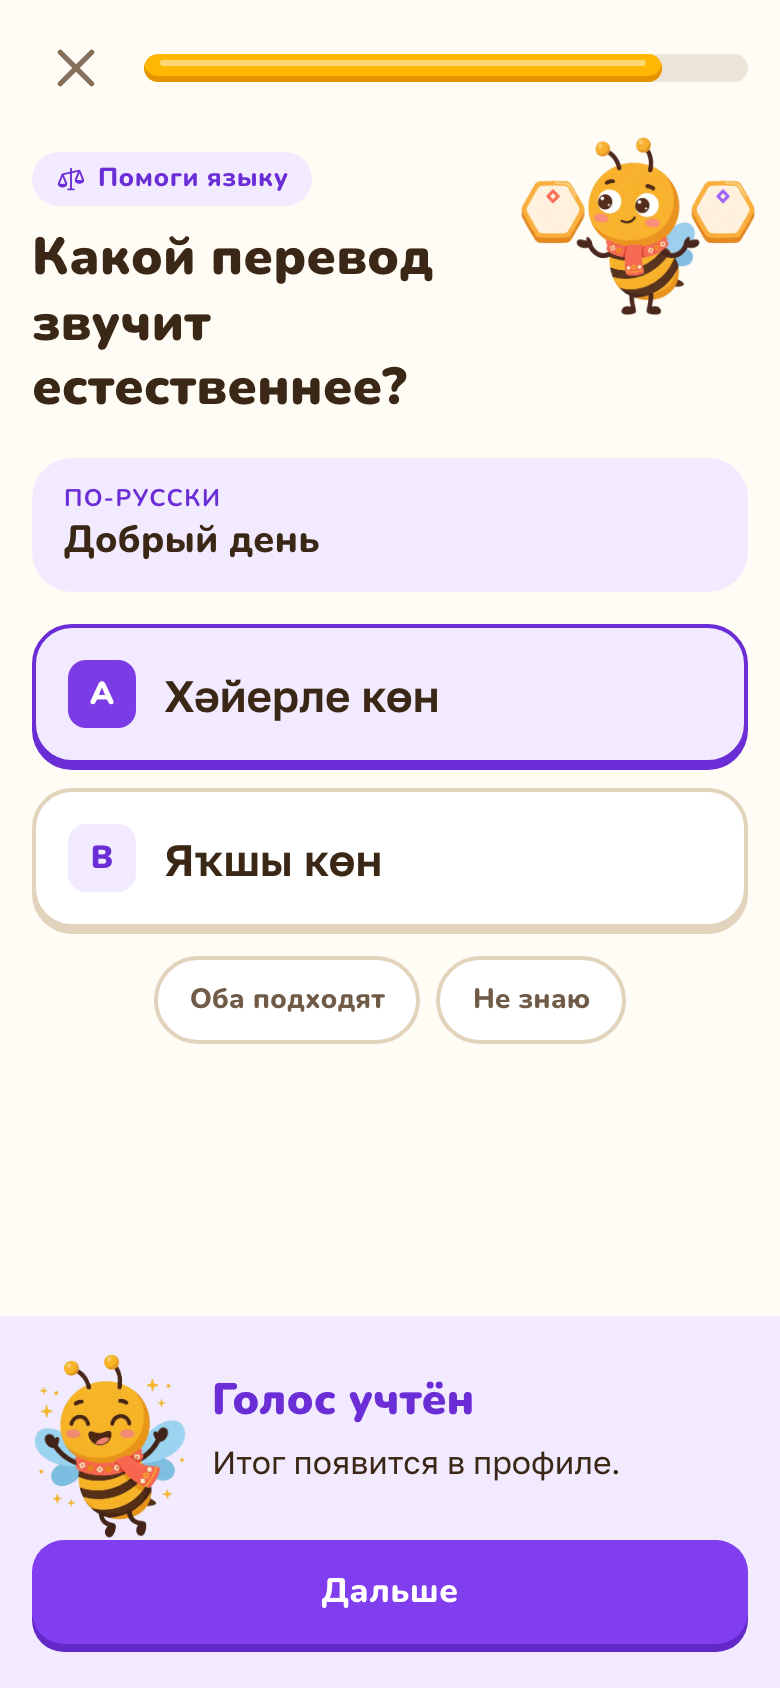 Помоги языку
Какой перевод
звучит
естественнее?
ПО-РУССКИ
Добрый день
A Хәйерле көн
B Яҡшы көн
Оба подходят Не знаю
Голос учтён
Итог появится в профиле.
Дальше